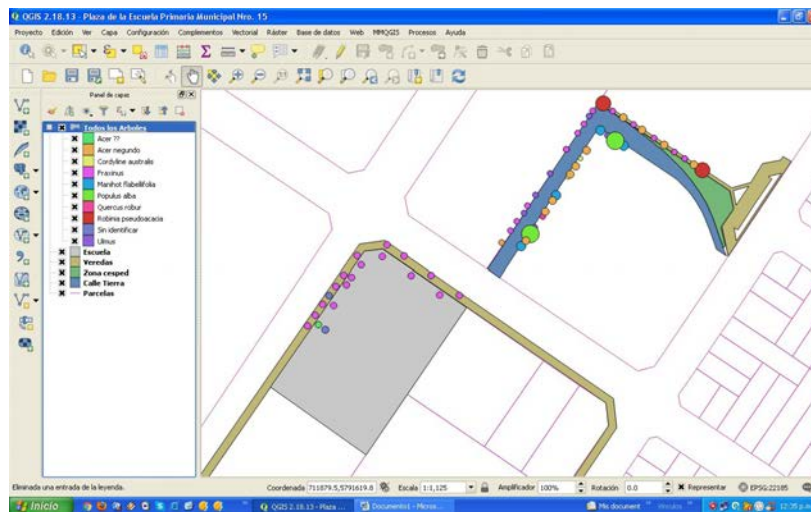 QGIS 2.18.13 - Plaza de la Escuela Primaria Municipal Nro. 15
Proyecto Edición Ver Capa Configuración Complementos Vectorial Ráster Base de datos Web MMQGIS Procesos Ayuda
Panel de capas
Todos los Arboles
Acer ??
Acer negundo
Cordyline australis
Fraxinus
Manihot flabellifolia
Populus alba
Quercus robur
Robinia pseudoacacia
Sin identificar
Ulmus
Escuela
Veredas
Zona cesped
Calle Tierra
Parcelas
Eliminada una entrada de la leyenda.
Coordenada 711879.5,5791619.8 Escala 1:1,125 Amplificador 100% Rotación 0.0 Representar EPSG:22185
Inicio QGIS 2.18.13 - Plaza ... Documento1 - Micros... Mis document 12:35 p.m.